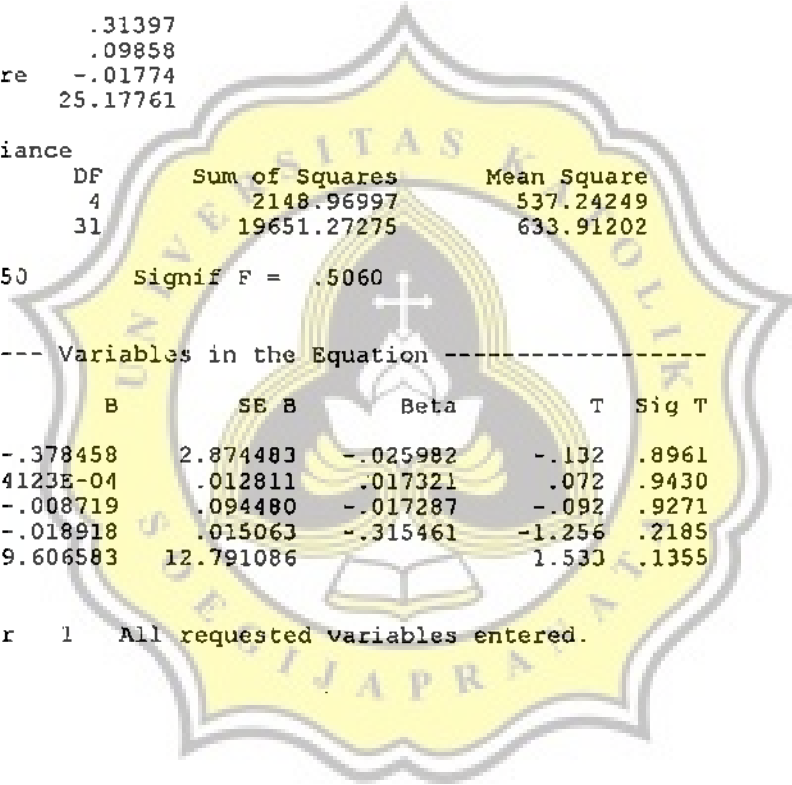 .31397
.09858
re -.01774
25.17761
iance
DF Sum of Squares Mean Square
4 2148.96997 537.24249
31 19651.27275 633.91202
50 Signif F = .5060
--- Variables in the Equation ------------------
B SE B Beta T Sig T
-.378458 2.874483 -.025982 -.132 .8961
4123E-04 .012811 .017321 .072 .9430
-.008719 .094480 -.017287 -.092 .9271
-.018918 .015063 -.315461 -1.256 .2185
9.606583 12.791086 1.533 .1355
r 1 All requested variables entered.
UNIVERSITAS KATOLIK
SOEGIJAPRANATA